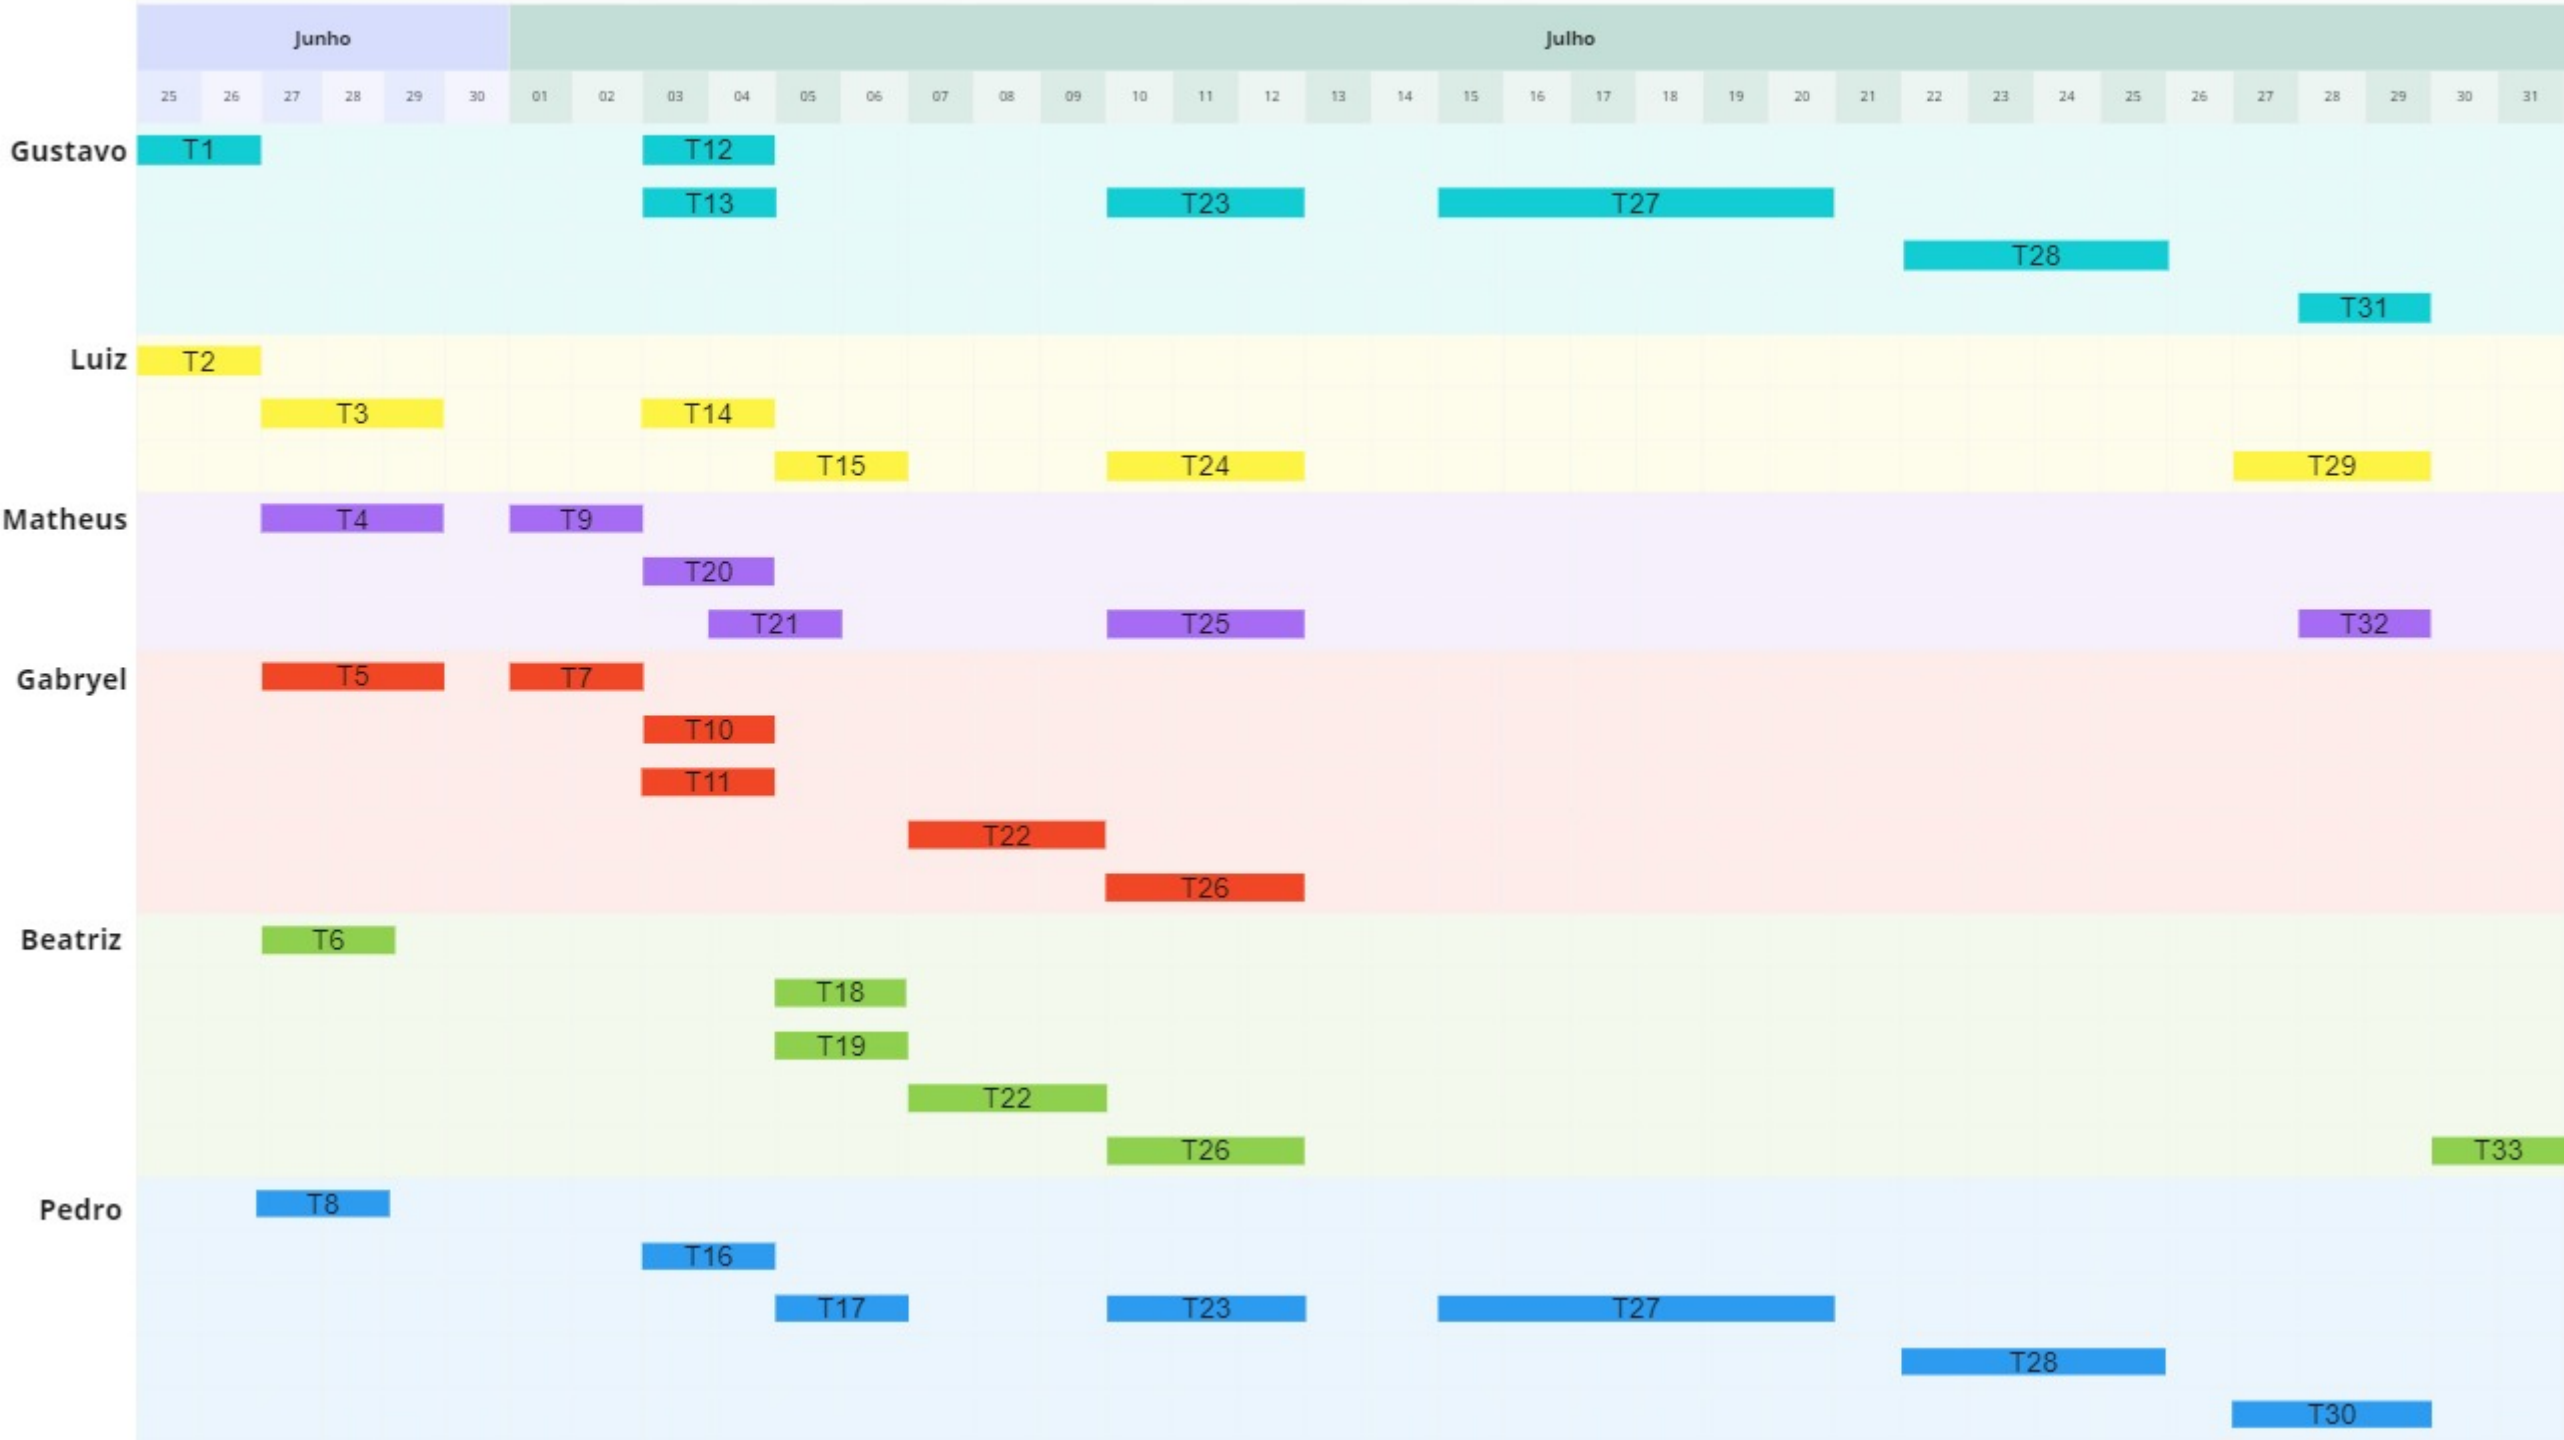 Junho Julho
25 26 27 28 29 30 01 02 03 04 05 06 07 08 09 10 11 12 13 14 15 16 17 18 19 20 21 22 23 24 25 26 27 28 29 30 31
Gustavo T1 T12
T13 T23 T27
T28
T31
Luiz T2
T3 T14
T15 T24 T29
Matheus T4 T9
T20
T21 T25 T32
Gabryel T5 T7
T10
T11
T22
T26
Beatriz T6
T18
T19
T22
T26 T33
Pedro T8
T16
T17 T23 T27
T28
T30